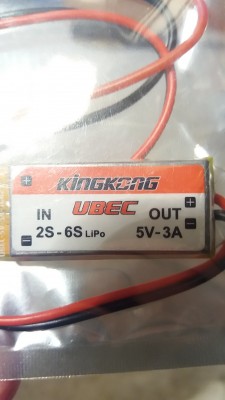 KINGKONG
UBEC
IN OUT
2S-6S LiPo 5V-3A